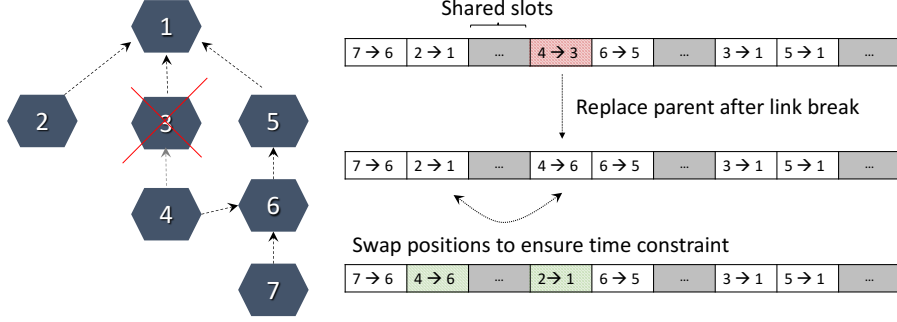 Shared slots
1
7 → 6 2 → 1 ... 4 → 3 6 → 5 ... 3 → 1 5 → 1 ...
2 3 5
Replace parent after link break
7 → 6 2 → 1 ... 4 → 6 6 → 5 ... 3 → 1 5 → 1 ...
4 6
Swap positions to ensure time constraint
7 → 6 4 → 6 ... 2 → 1 6 → 5 ... 3 → 1 5 → 1 ...
7